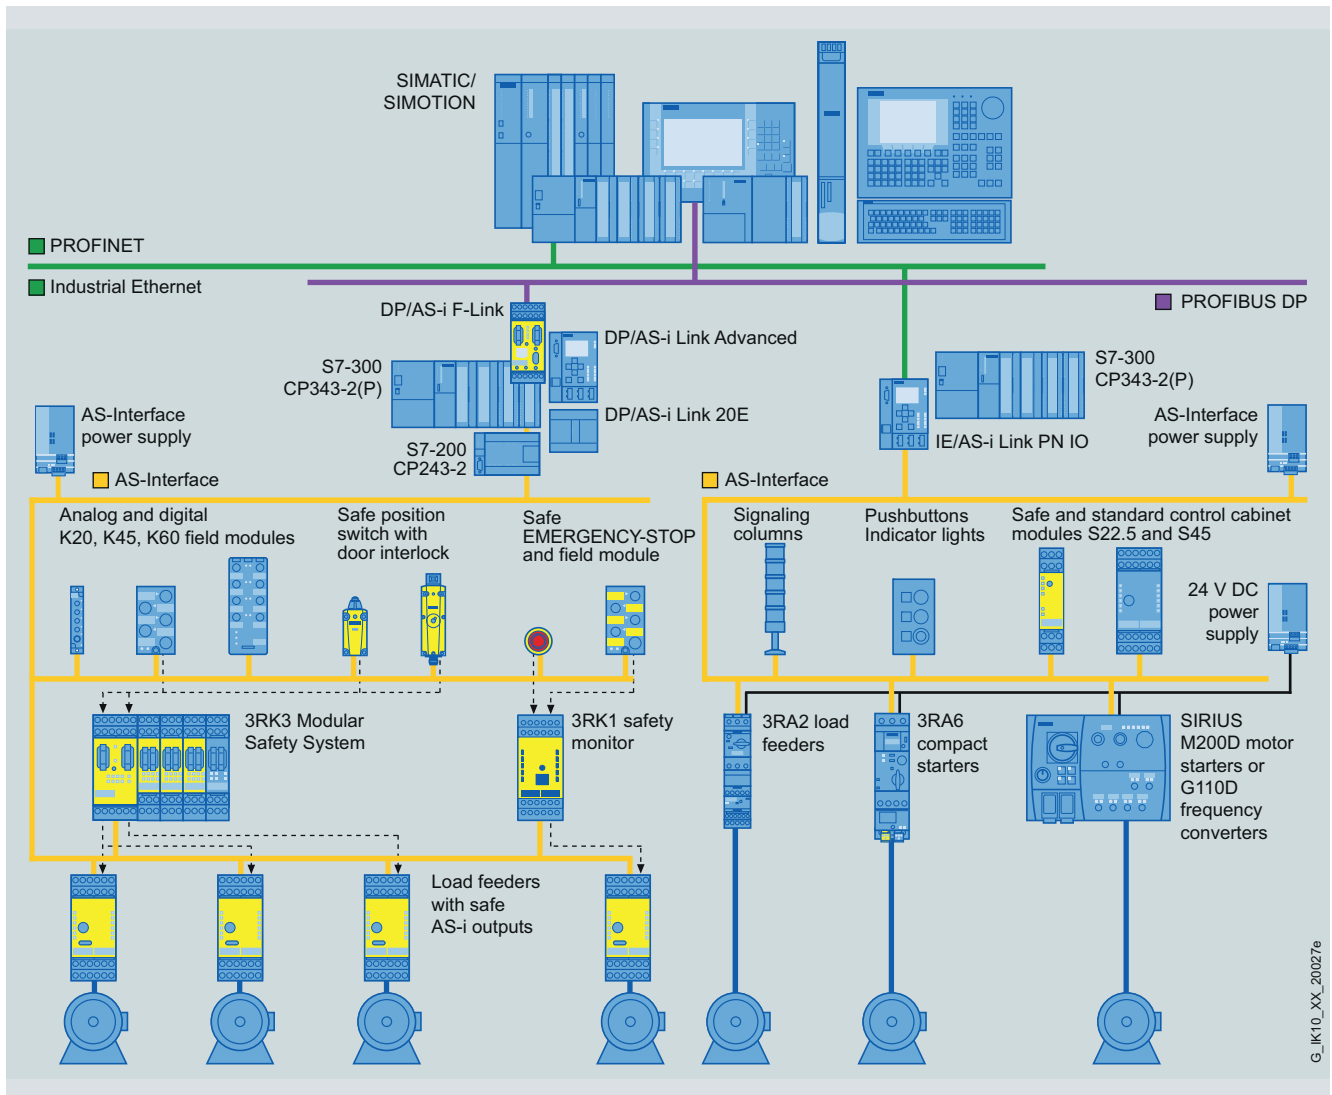 SIMATIC/
SIMOTION
PROFINET
Industrial Ethernet
PROFIBUS DP
DP/AS-i F-Link
DP/AS-i Link Advanced
S7-300
CP343-2(P)
S7-300
CP343-2(P)
DP/AS-i Link 20E
AS-Interface
power supply
S7-200
CP243-2
IE/AS-i Link PN IO
AS-Interface
power supply
AS-Interface
AS-Interface
Analog and digital
K20, K45, K60 field modules
Safe position
switch with
door interlock
Safe
EMERGENCY-STOP
and field module
Signaling
columns
Pushbuttons
Indicator lights
Safe and standard control cabinet
modules S22.5 and S45
24 V DC
power
supply
3RK3 Modular
Safety System
3RK1 safety
monitor
3RA2 load
feeders
3RA6
compact
starters
SIRIUS
M200D motor
starters or
G110D
frequency
converters
Load feeders
with safe
AS-i outputs
G_IK10_XX_20027e